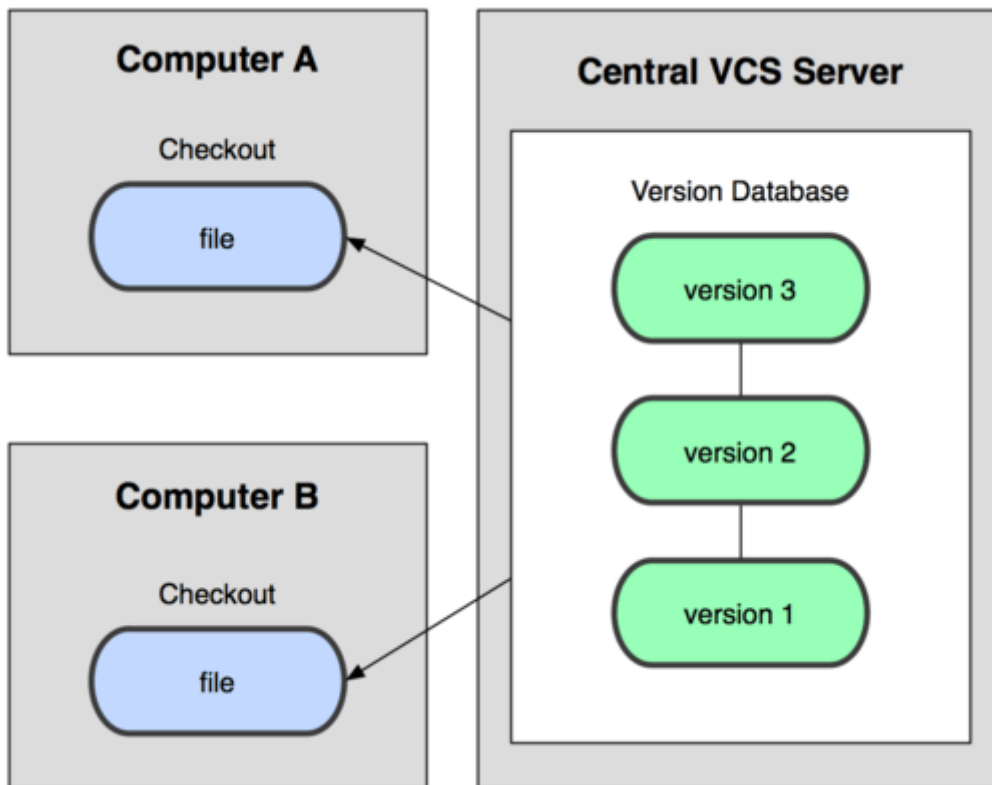 Computer A
Checkout
file
Computer B
Checkout
file
Central VCS Server
Version Database
version 3
version 2
version 1